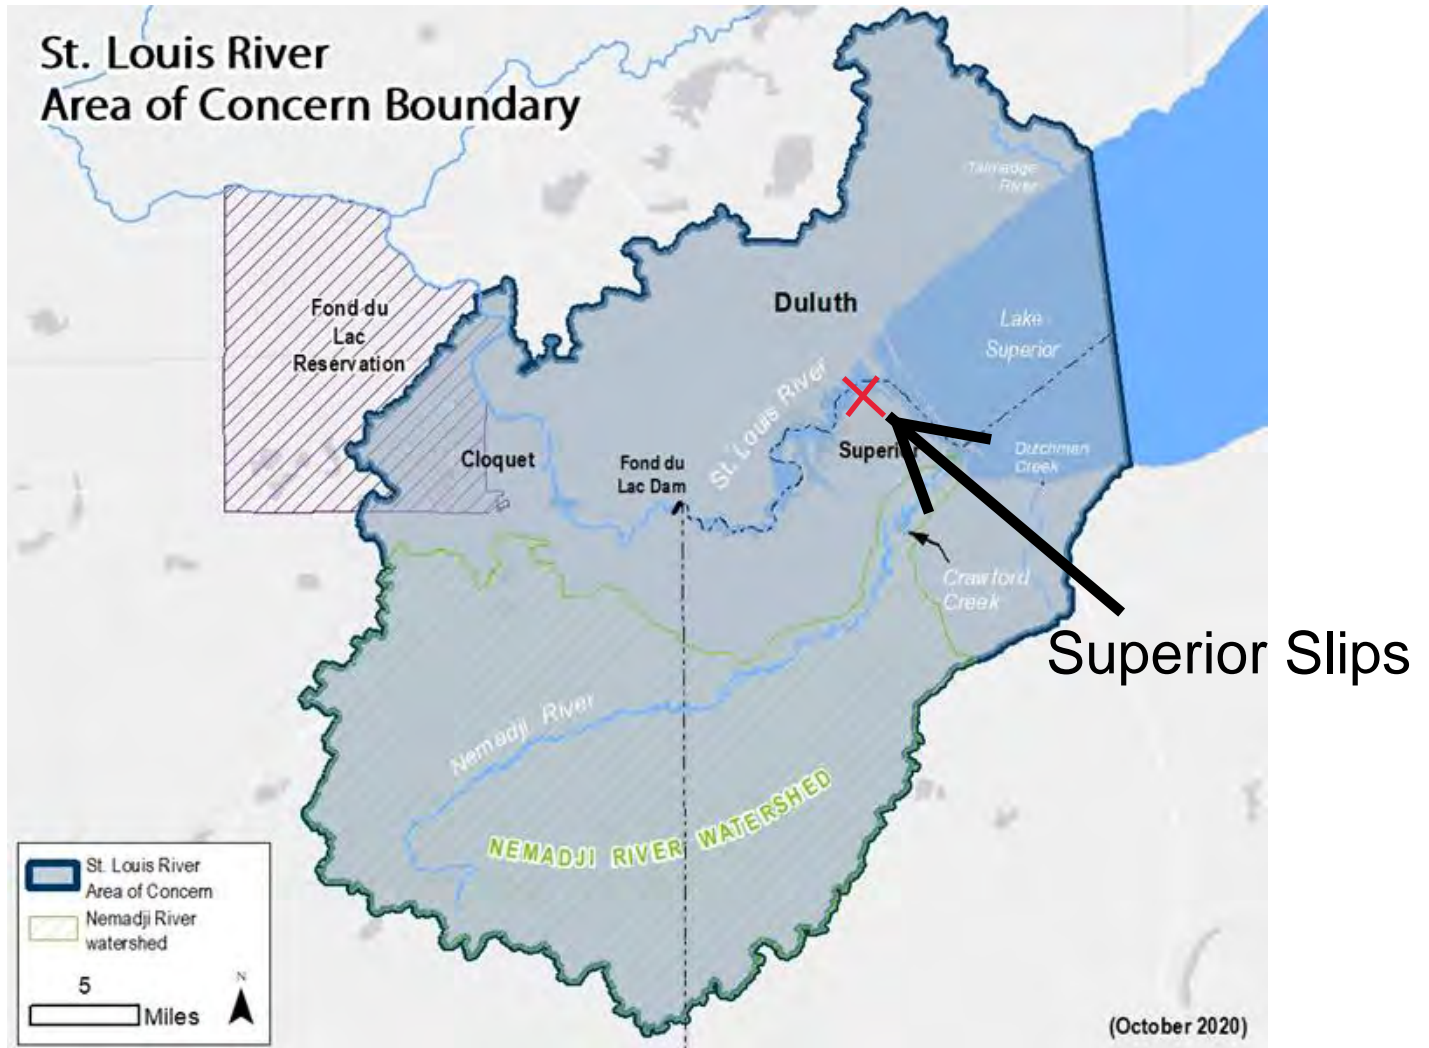 St. Louis River
Area of Concern Boundary
Talmadge
River
Duluth
Fond du
Lac
Reservation
Lake
Superior
St. Louis River
Cloquet
Fond du
Lac Dam
Superior
Dutchmen
Creek
Crawford
Creek
Superior Slips
Nemadji River
NEMADJI RIVER WATERSHED
St. Louis River
Area of Concern
Nemadji River
watershed
5
Miles
N
(October 2020)